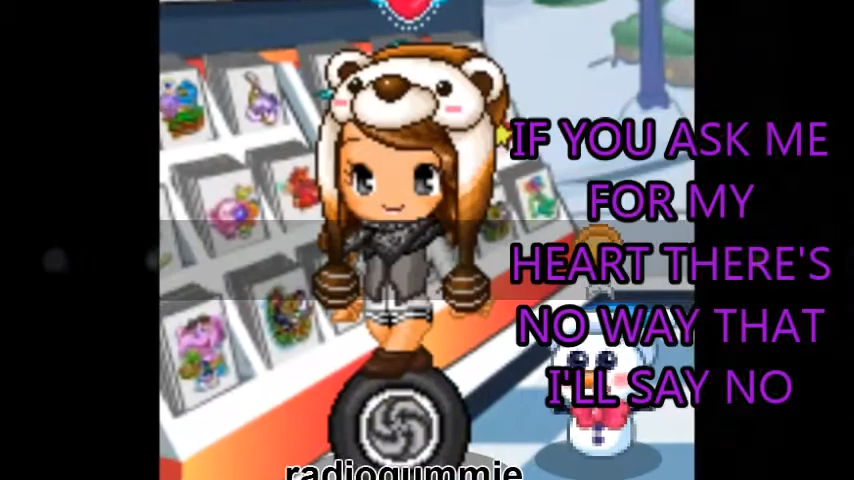 IF YOU ASK ME
FOR MY
HEART THERE'S
NO WAY THAT
I'LL SAY NO
radiogummie